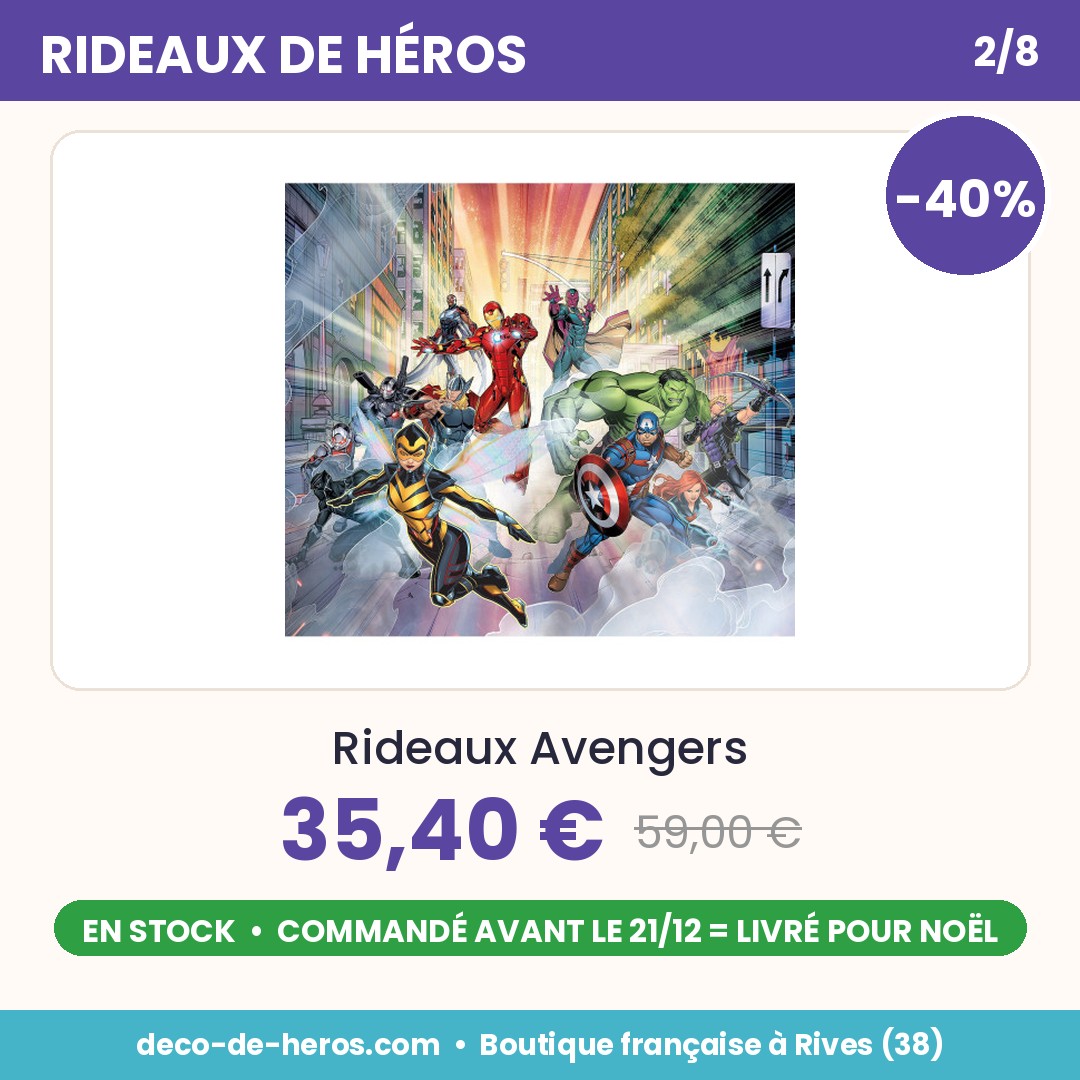 RIDEAUX DE HÉROS
2/8
-40%
Rideaux Avengers
35,40 € 59,00 €
EN STOCK • COMMANDÉ AVANT LE 21/12 = LIVRÉ POUR NOËL
deco-de-heros.com • Boutique française à Rives (38)